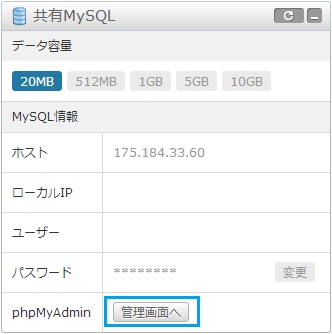 共有MySQL
データ容量
20MB 512MB 1GB 5GB 10GB
MySQL情報
ホスト 175.184.33.60
ローカルIP
ユーザー
パスワード ******** 変更
phpMyAdmin 管理画面へ